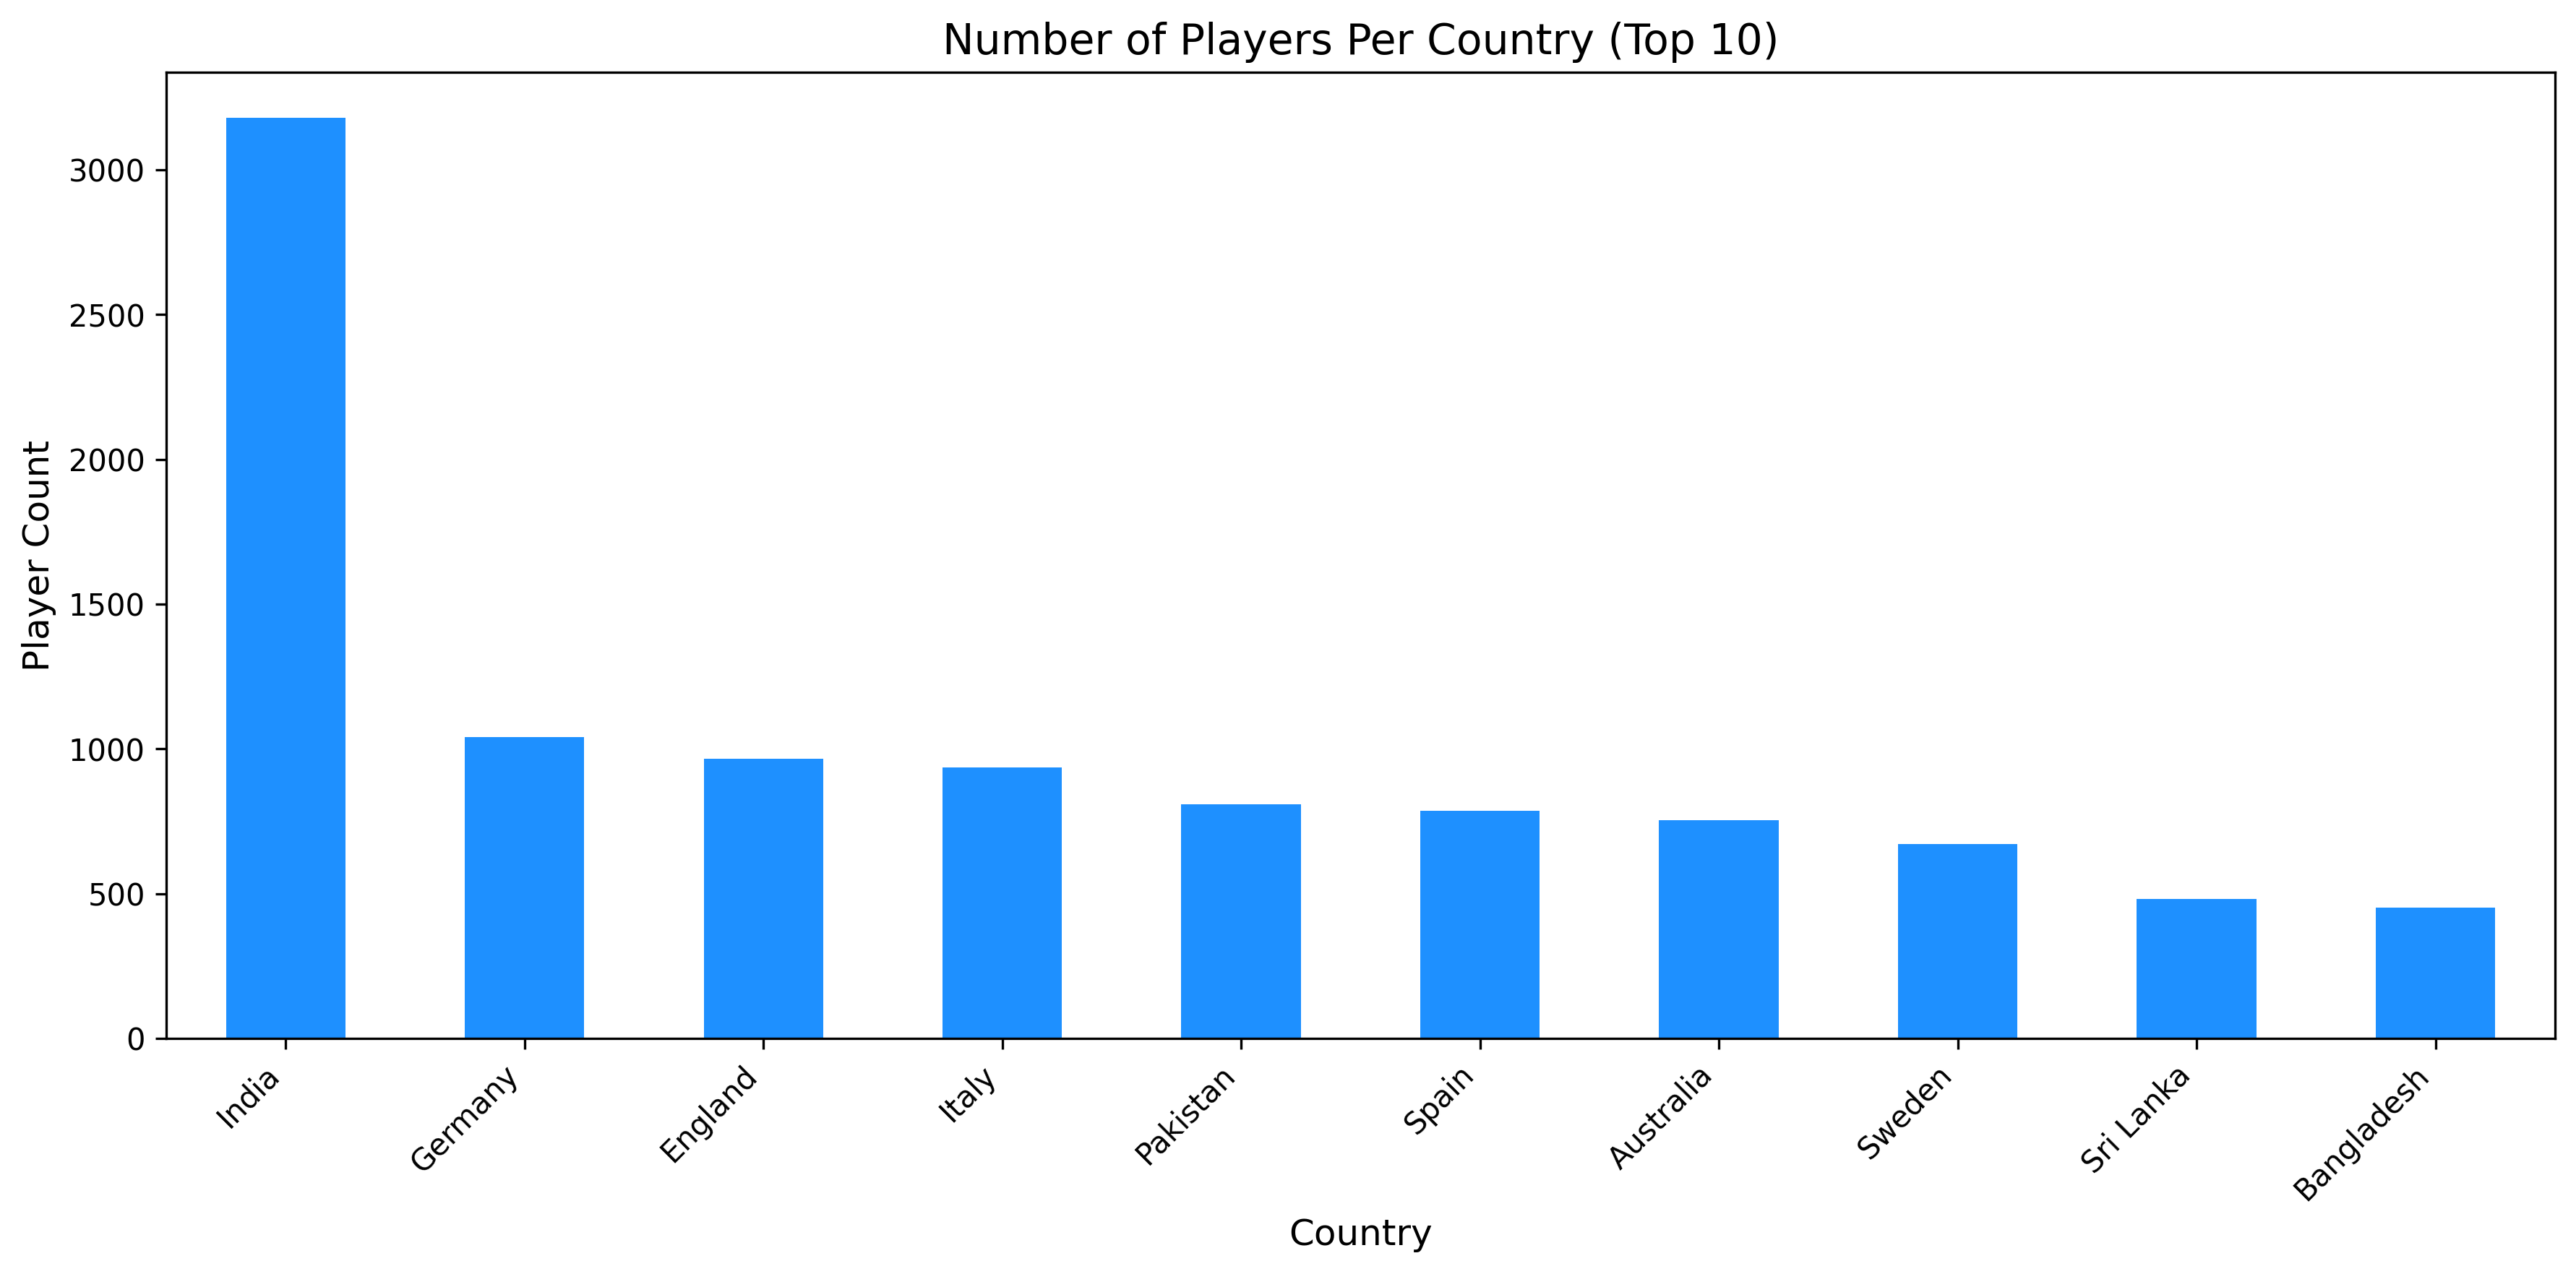 Number of Players Per Country (Top 10)
Player Count
3000
2500
2000
1500
1000
500
0
India
Germany
England
Italy
Pakistan
Spain
Australia
Sweden
Sri Lanka
Bangladesh
Country